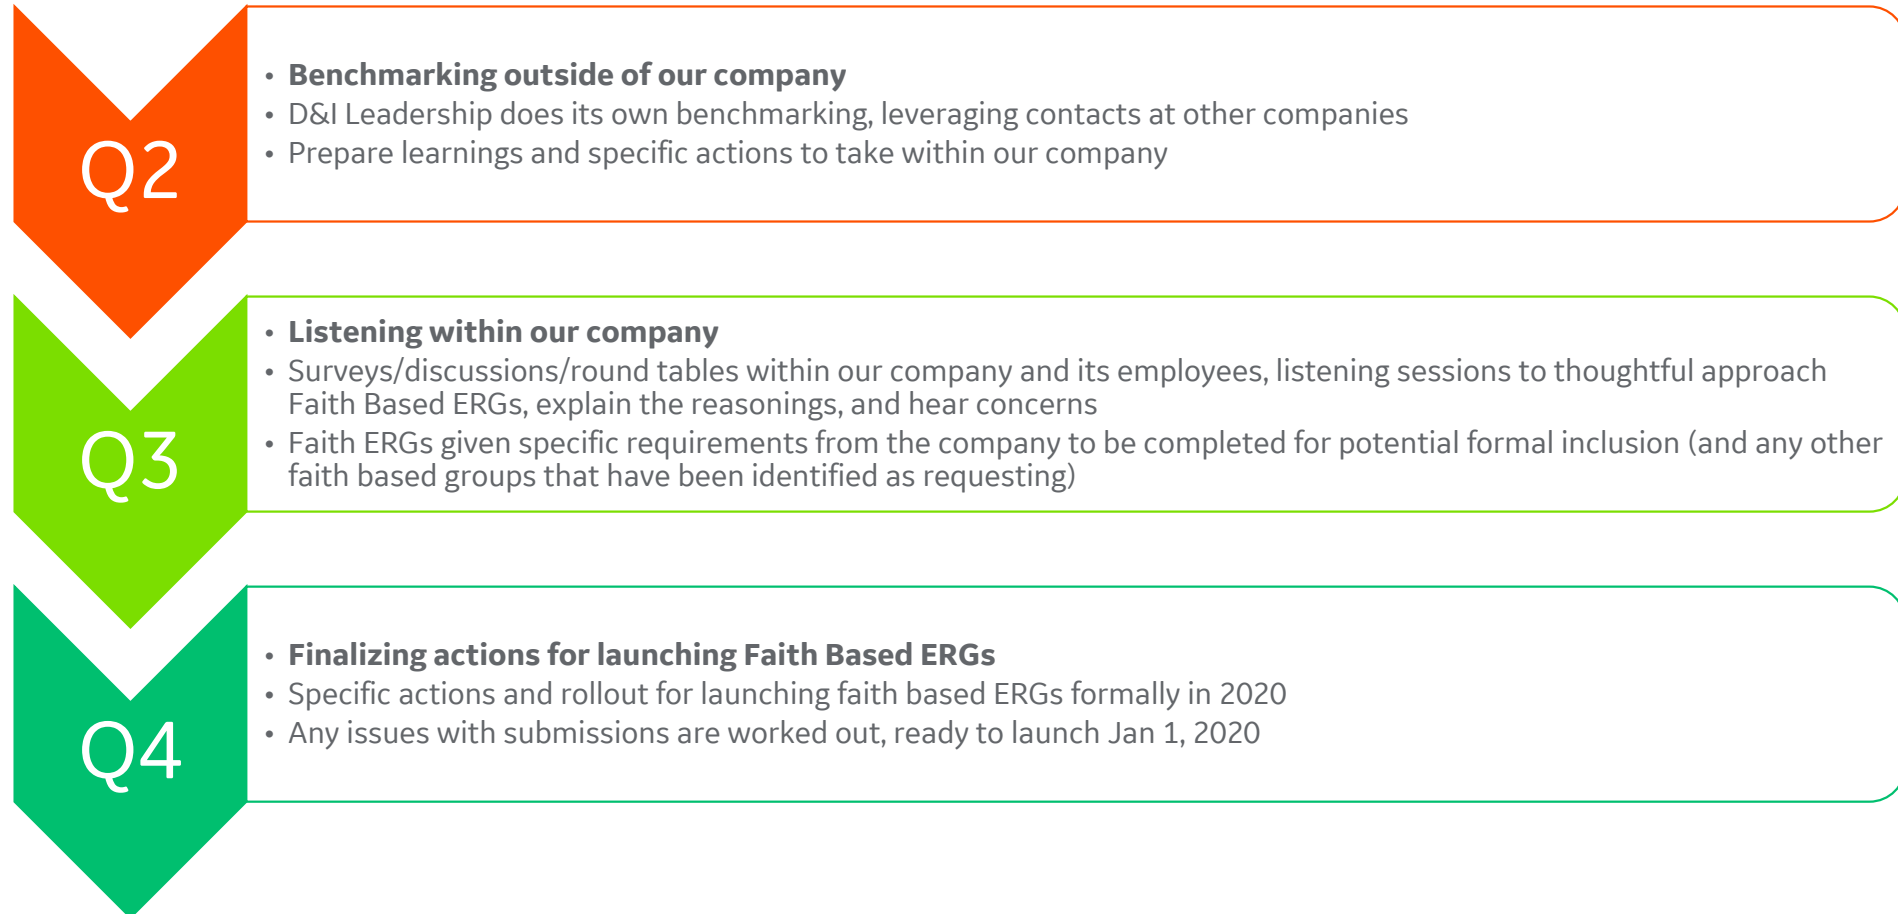 Q2
• Benchmarking outside of our company
• D&I Leadership does its own benchmarking, leveraging contacts at other companies
• Prepare learnings and specific actions to take within our company
Q3
• Listening within our company
• Surveys/discussions/round tables within our company and its employees, listening sessions to thoughtful approach
Faith Based ERGs, explain the reasonings, and hear concerns
• Faith ERGs given specific requirements from the company to be completed for potential formal inclusion (and any other
faith based groups that have been identified as requesting)
Q4
• Finalizing actions for launching Faith Based ERGs
• Specific actions and rollout for launching faith based ERGs formally in 2020
• Any issues with submissions are worked out, ready to launch Jan 1, 2020